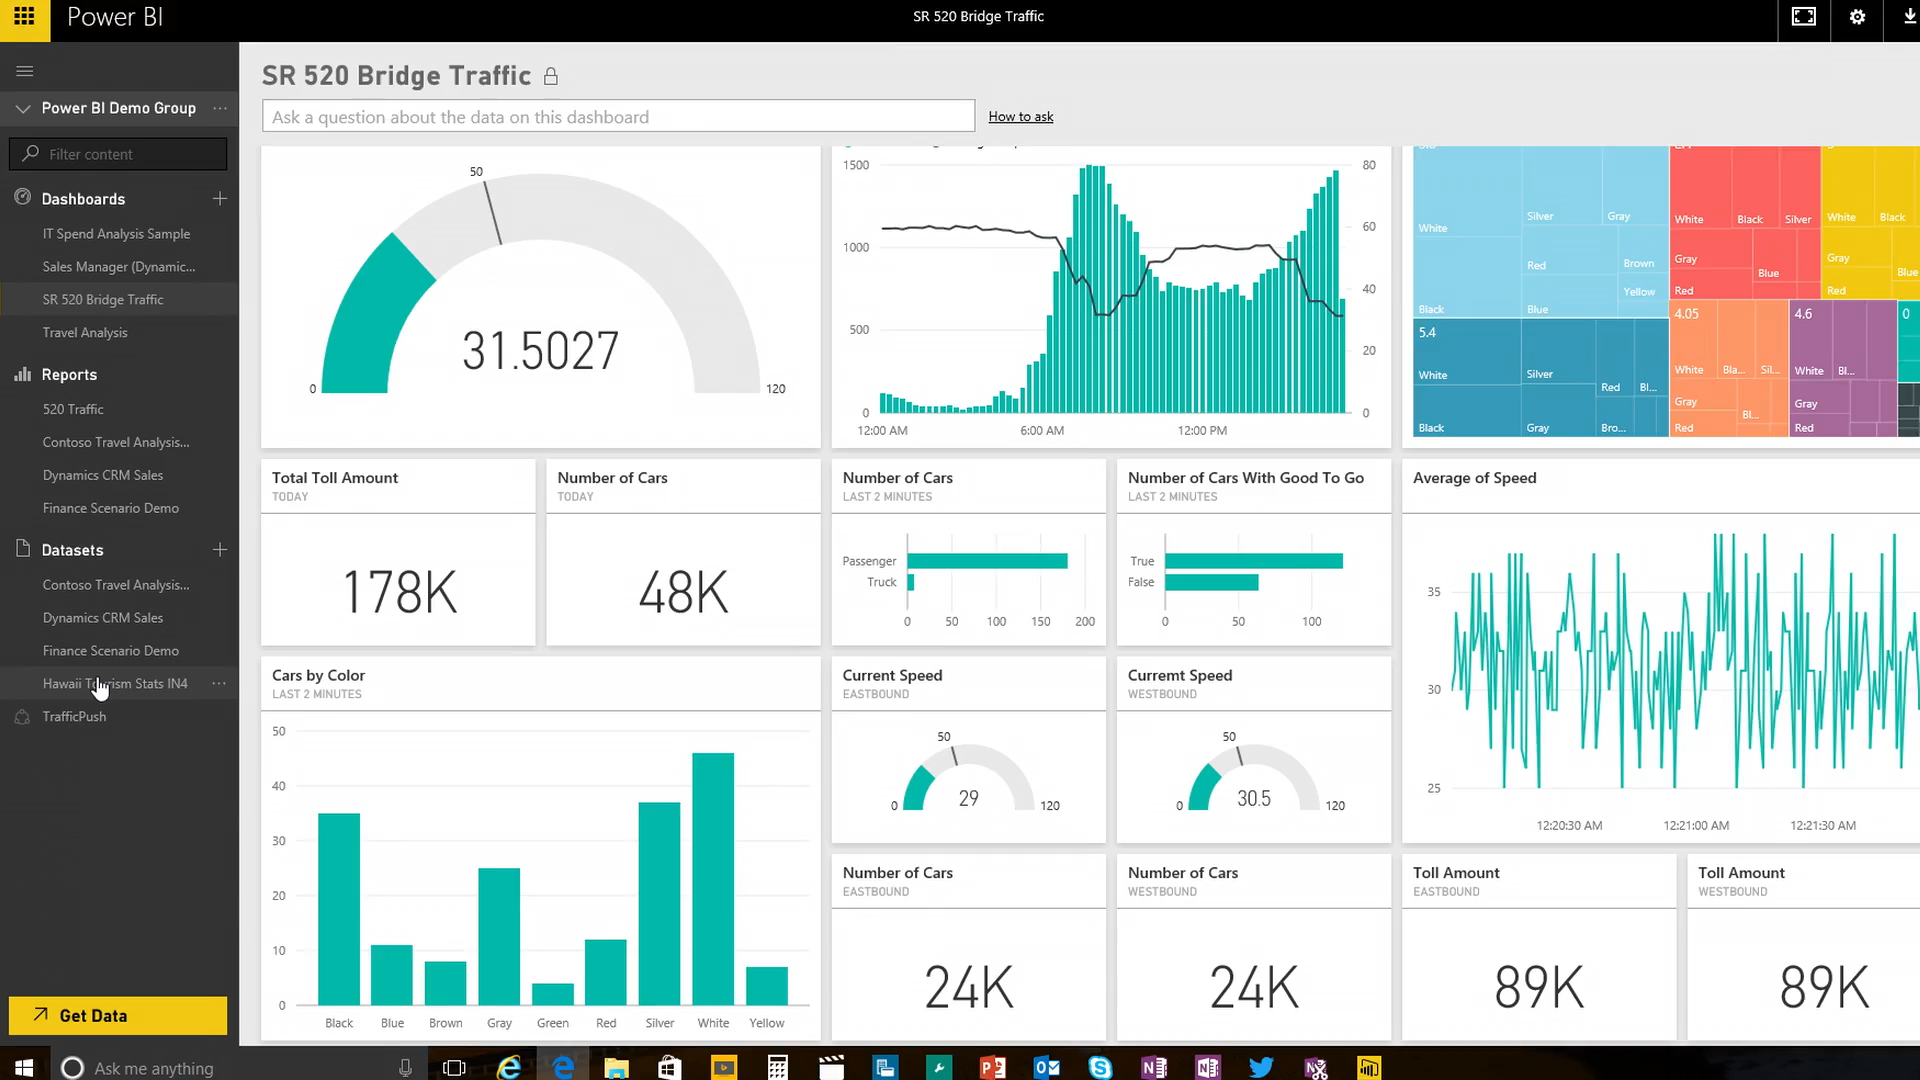 Power BI
SR 520 Bridge Traffic
Power BI Demo Group
Filter content
Dashboards
IT Spend Analysis Sample
Sales Manager (Dynamic...
SR 520 Bridge Traffic
Travel Analysis
Reports
520 Traffic
Contoso Travel Analysis...
Dynamics CRM Sales
Finance Scenario Demo
Datasets
Contoso Travel Analysis...
Dynamics CRM Sales
Finance Scenario Demo
Hawaii Tourism Stats IN4
TrafficPush
Get Data
SR 520 Bridge Traffic
Ask a question about the data on this dashboard
How to ask
50
31.5027
0
120
1500
1000
500
0
80
60
40
20
0
12:00 AM
6:00 AM
12:00 PM
White
Silver
Gray
Red
Brown
Yellow
Black
Blue
5.4
White
Silver
Red
Bl...
Black
Gray
Bro...
White
Black
Silver
Gray
Blue
Red
White
Black
Gray
Blue
Red
4.05
White
Bla...
Sil...
Gray
Bl...
Red
4.6
White
Bl...
Gray
Red
0
Total Toll Amount
TODAY
178K
Number of Cars
TODAY
48K
Number of Cars
LAST 2 MINUTES
Passenger
Truck
0
50
100
150
200
Number of Cars With Good To Go
LAST 2 MINUTES
True
False
0
50
100
Average of Speed
35
30
25
12:20:30 AM
12:21:00 AM
12:21:30 AM
Cars by Color
LAST 2 MINUTES
50
40
30
20
10
0
Black
Blue
Brown
Gray
Green
Red
Silver
White
Yellow
Current Speed
EASTBOUND
50
29
0
120
Curremt Speed
WESTBOUND
50
30.5
0
120
Number of Cars
EASTBOUND
24K
Number of Cars
WESTBOUND
24K
Toll Amount
EASTBOUND
89K
Toll Amount
WESTBOUND
89K
Ask me anything